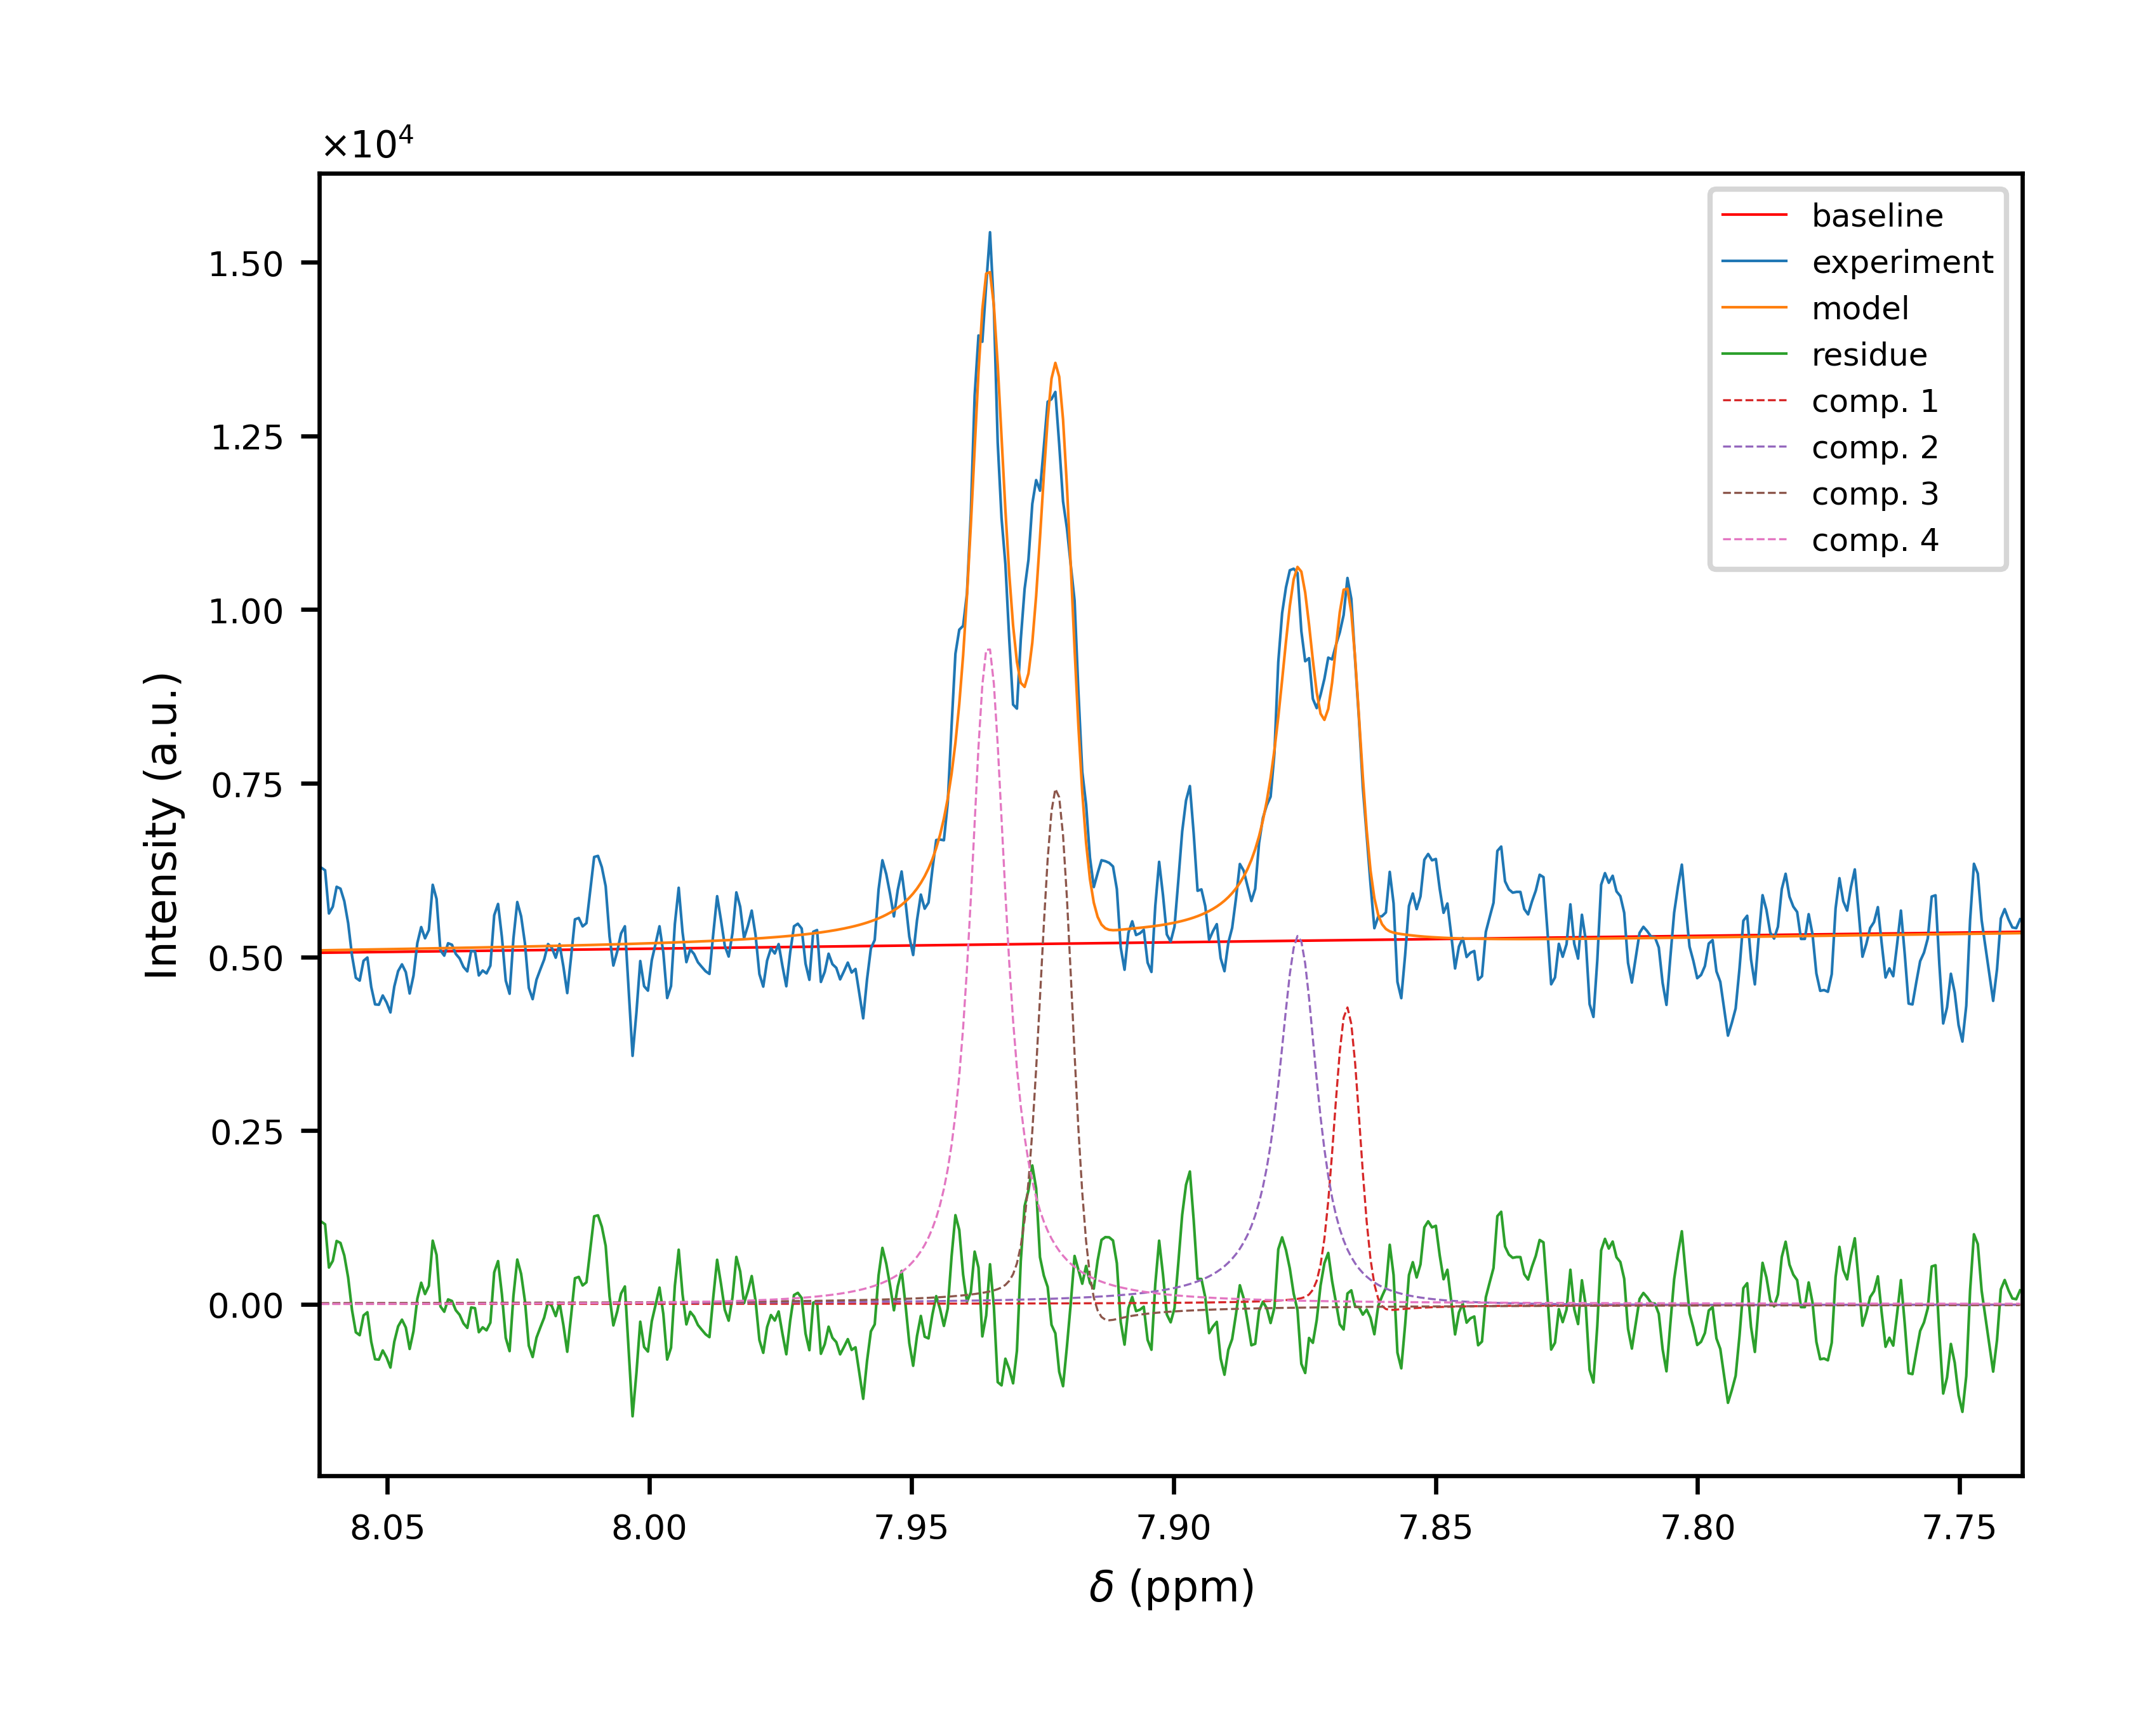 ×10⁴
1.50
1.25
1.00
0.75
0.50
0.25
0.00
Intensity (a.u.)
baseline
experiment
model
residue
comp. 1
comp. 2
comp. 3
comp. 4
8.05 8.00 7.95 7.90 7.85 7.80 7.75
δ (ppm)